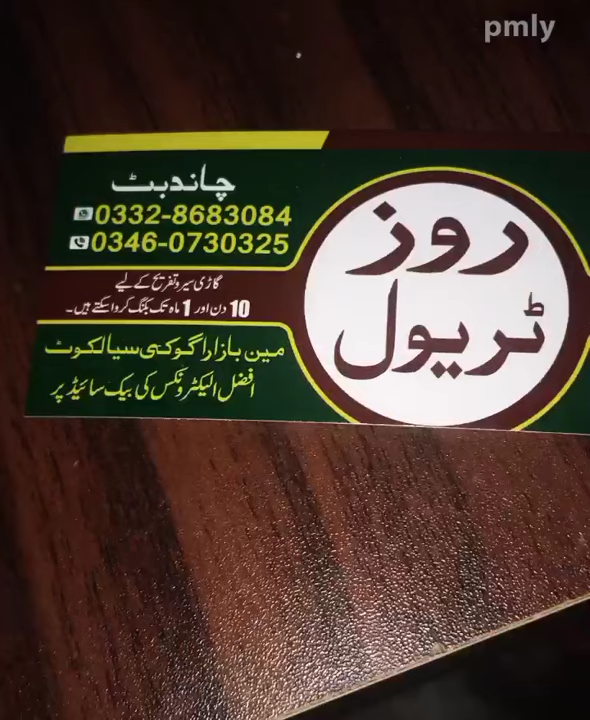 pmly
چاند بٹ
0332-8683084
0346-0730325
گاڑی سیر و تفریح کے لیے
10 دن اور 1 ماہ تک بکنگ کروا سکتے ہیں۔
مین بازار اگوکی سیالکوٹ
افضل الیکٹرونکس کی بیک سائیڈ پر
روز
ٹریول